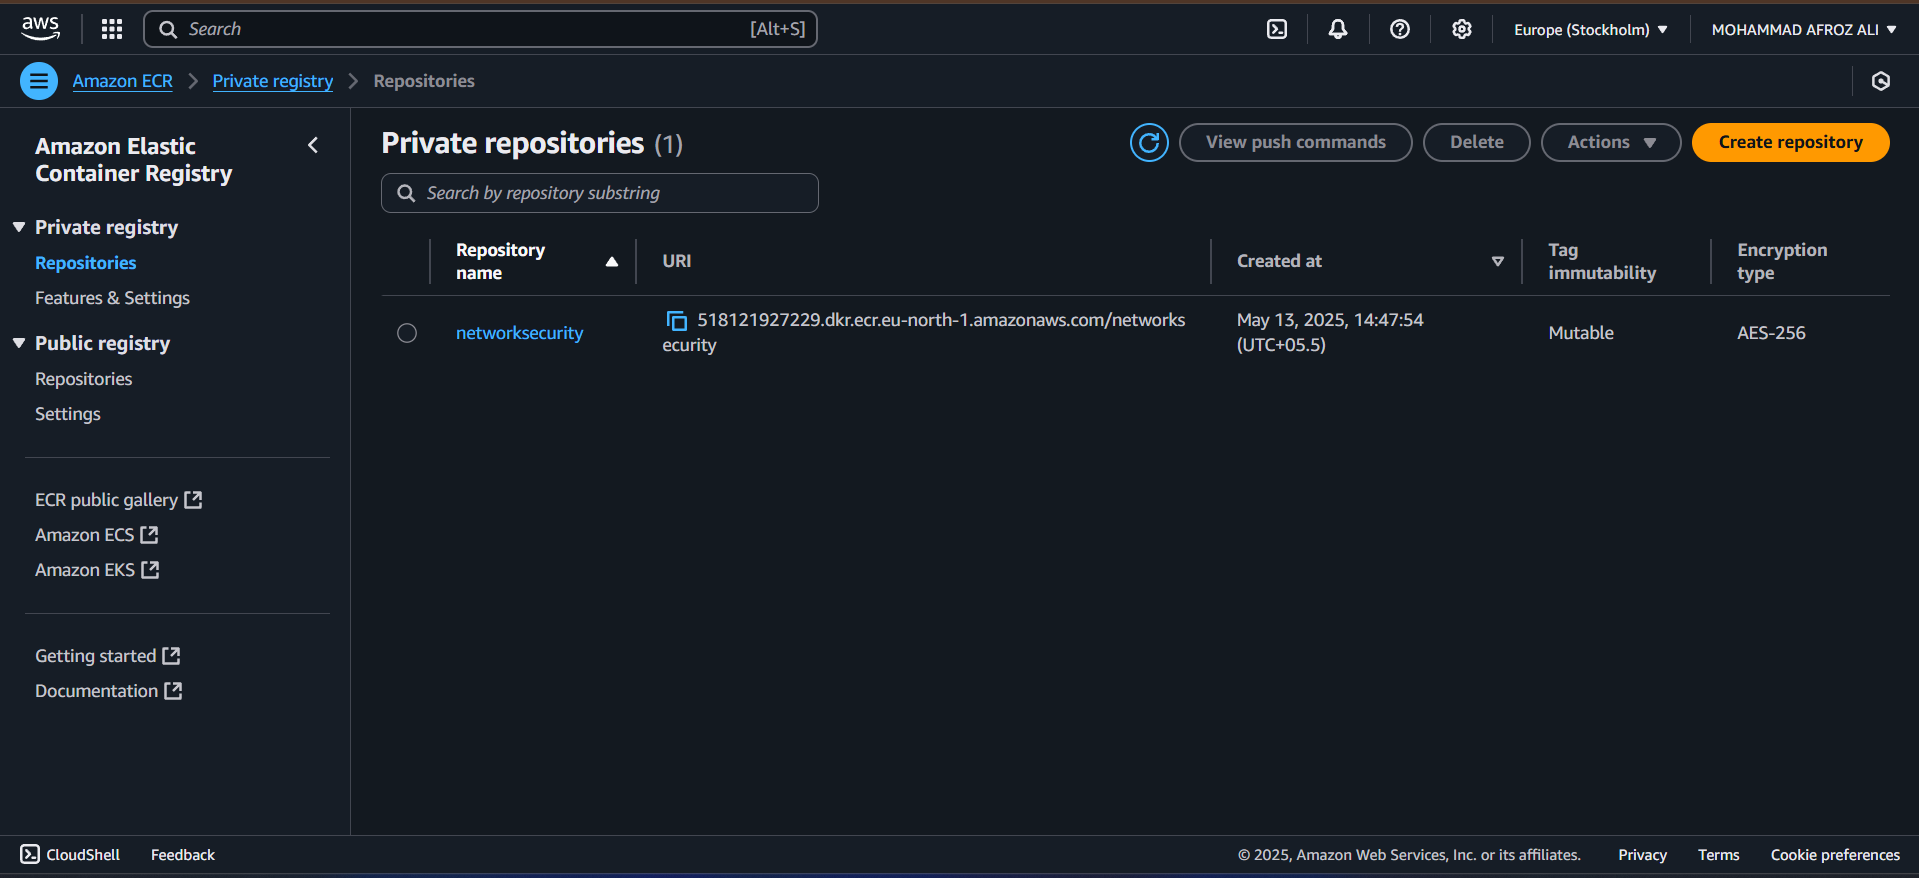 aws
Search [Alt+S]
Europe (Stockholm)
MOHAMMAD AFROZ ALI
Amazon ECR
Private registry
Repositories
Amazon Elastic
Container Registry
Private registry
Repositories
Features & Settings
Public registry
Repositories
Settings
ECR public gallery
Amazon ECS
Amazon EKS
Getting started
Documentation
Private repositories (1)
View push commands
Delete
Actions
Create repository
Search by repository substring
Repository
name
URI
Created at
Tag
immutability
Encryption
type
networksecurity
518121927229.dkr.ecr.eu-north-1.amazonaws.com/networks
ecurity
May 13, 2025, 14:47:54
(UTC+05.5)
Mutable
AES-256
CloudShell
Feedback
© 2025, Amazon Web Services, Inc. or its affiliates.
Privacy
Terms
Cookie preferences